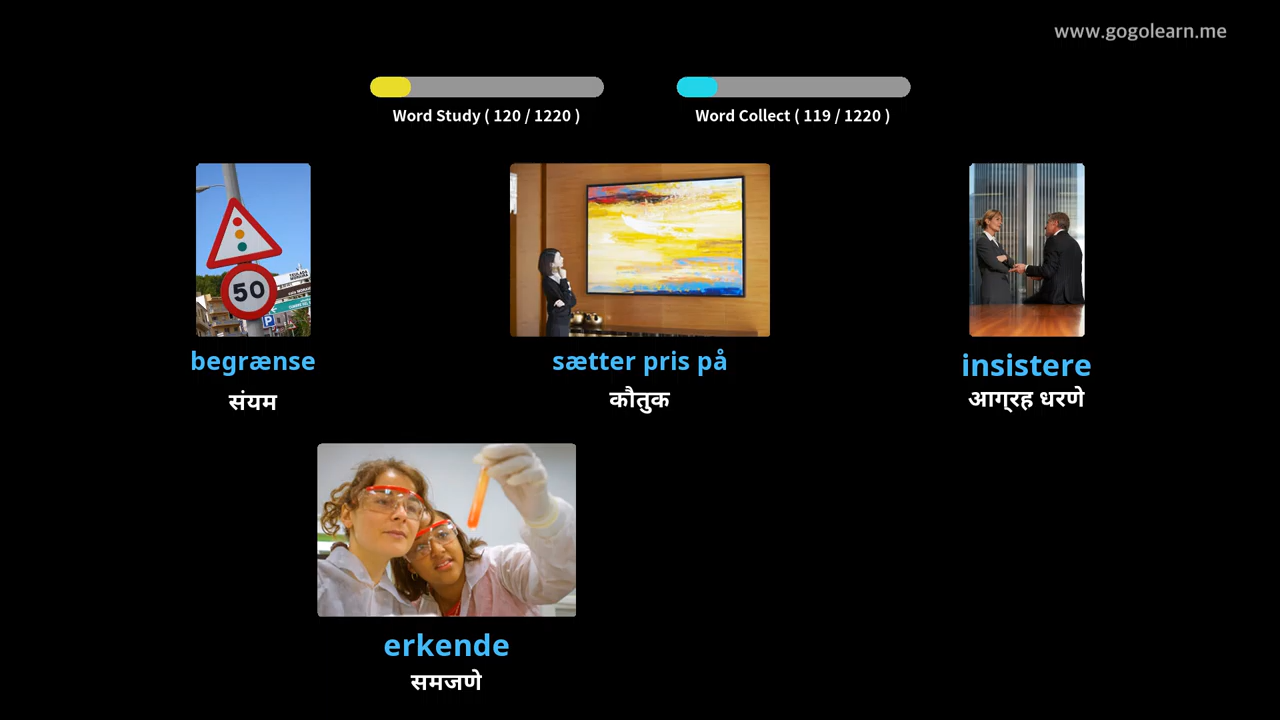 www.gogolearn.me
Word Study ( 120 / 1220 )
Word Collect ( 119 / 1220 )
50
P
begrænse
संयम
sætter pris på
कौतुक
insistere
आग्रह धरणे
erkende
समजणे